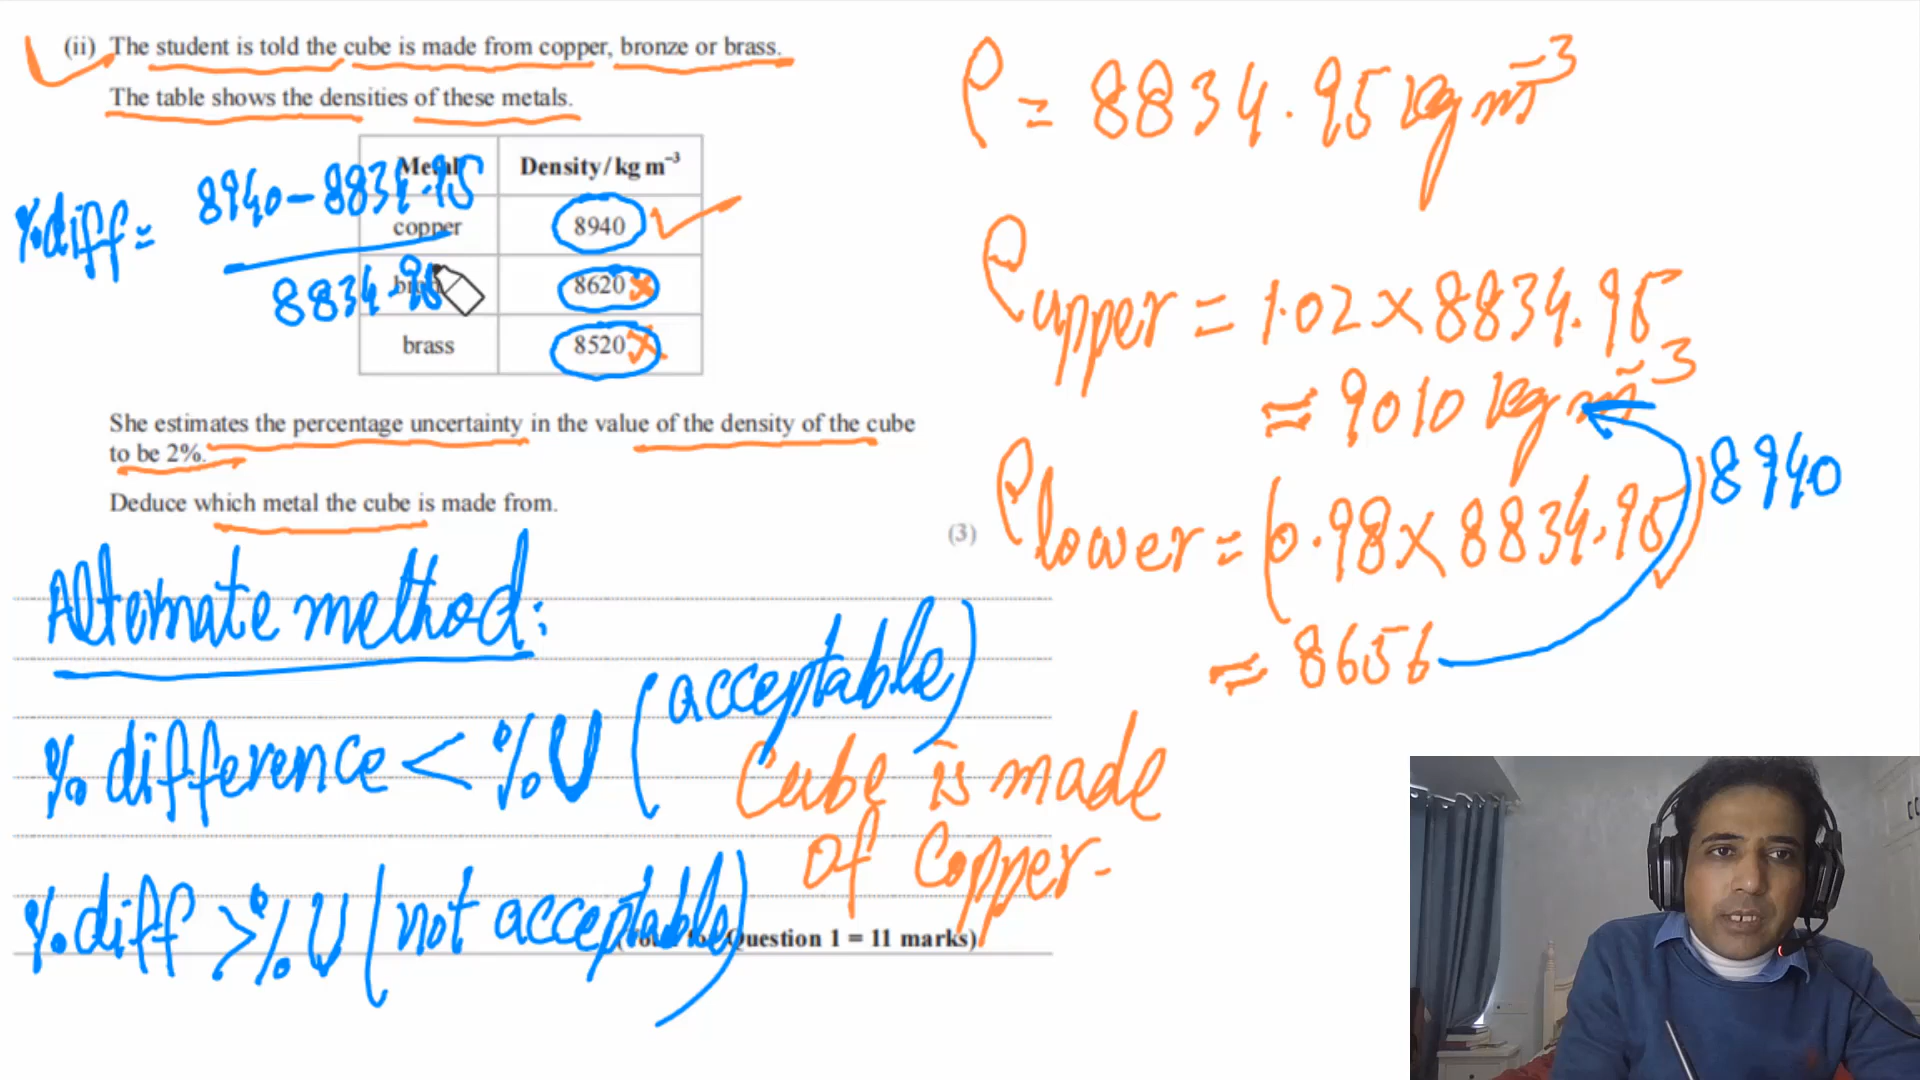 (ii) The student is told the cube is made from copper, bronze or brass.
The table shows the densities of these metals.
Metal Density/kg m⁻³
copper 8940
8620
brass 8520
%diff = 8940 - 8834.95
8834.95
She estimates the percentage uncertainty in the value of the density of the cube
to be 2%.
Deduce which metal the cube is made from.
(3)
Alternate method:
% difference < %U (acceptable)
%diff > %U (not acceptable)
Question 1 = 11 marks)
ρ = 8834.95 kg m⁻³
ρupper = 1.02 × 8834.95
= 9010 kg m⁻³
8940
ρlower = (0.98 × 8834.95)
= 8656
Cube is made
of Copper.